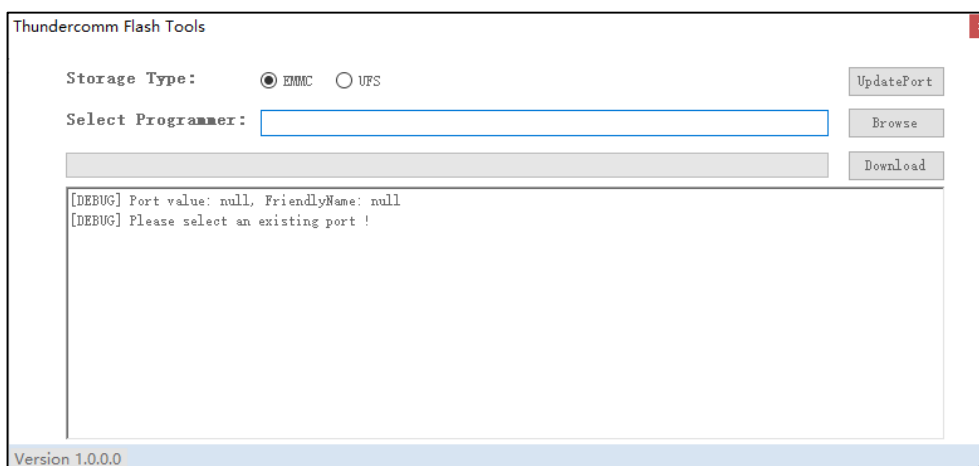 Thundercomm Flash Tools
Storage Type: EMMC UFS UpdatePort
Select Programmer: Browse
Download
[DEBUG] Port value: null, FriendlyName: null
[DEBUG] Please select an existing port !
Version 1.0.0.0